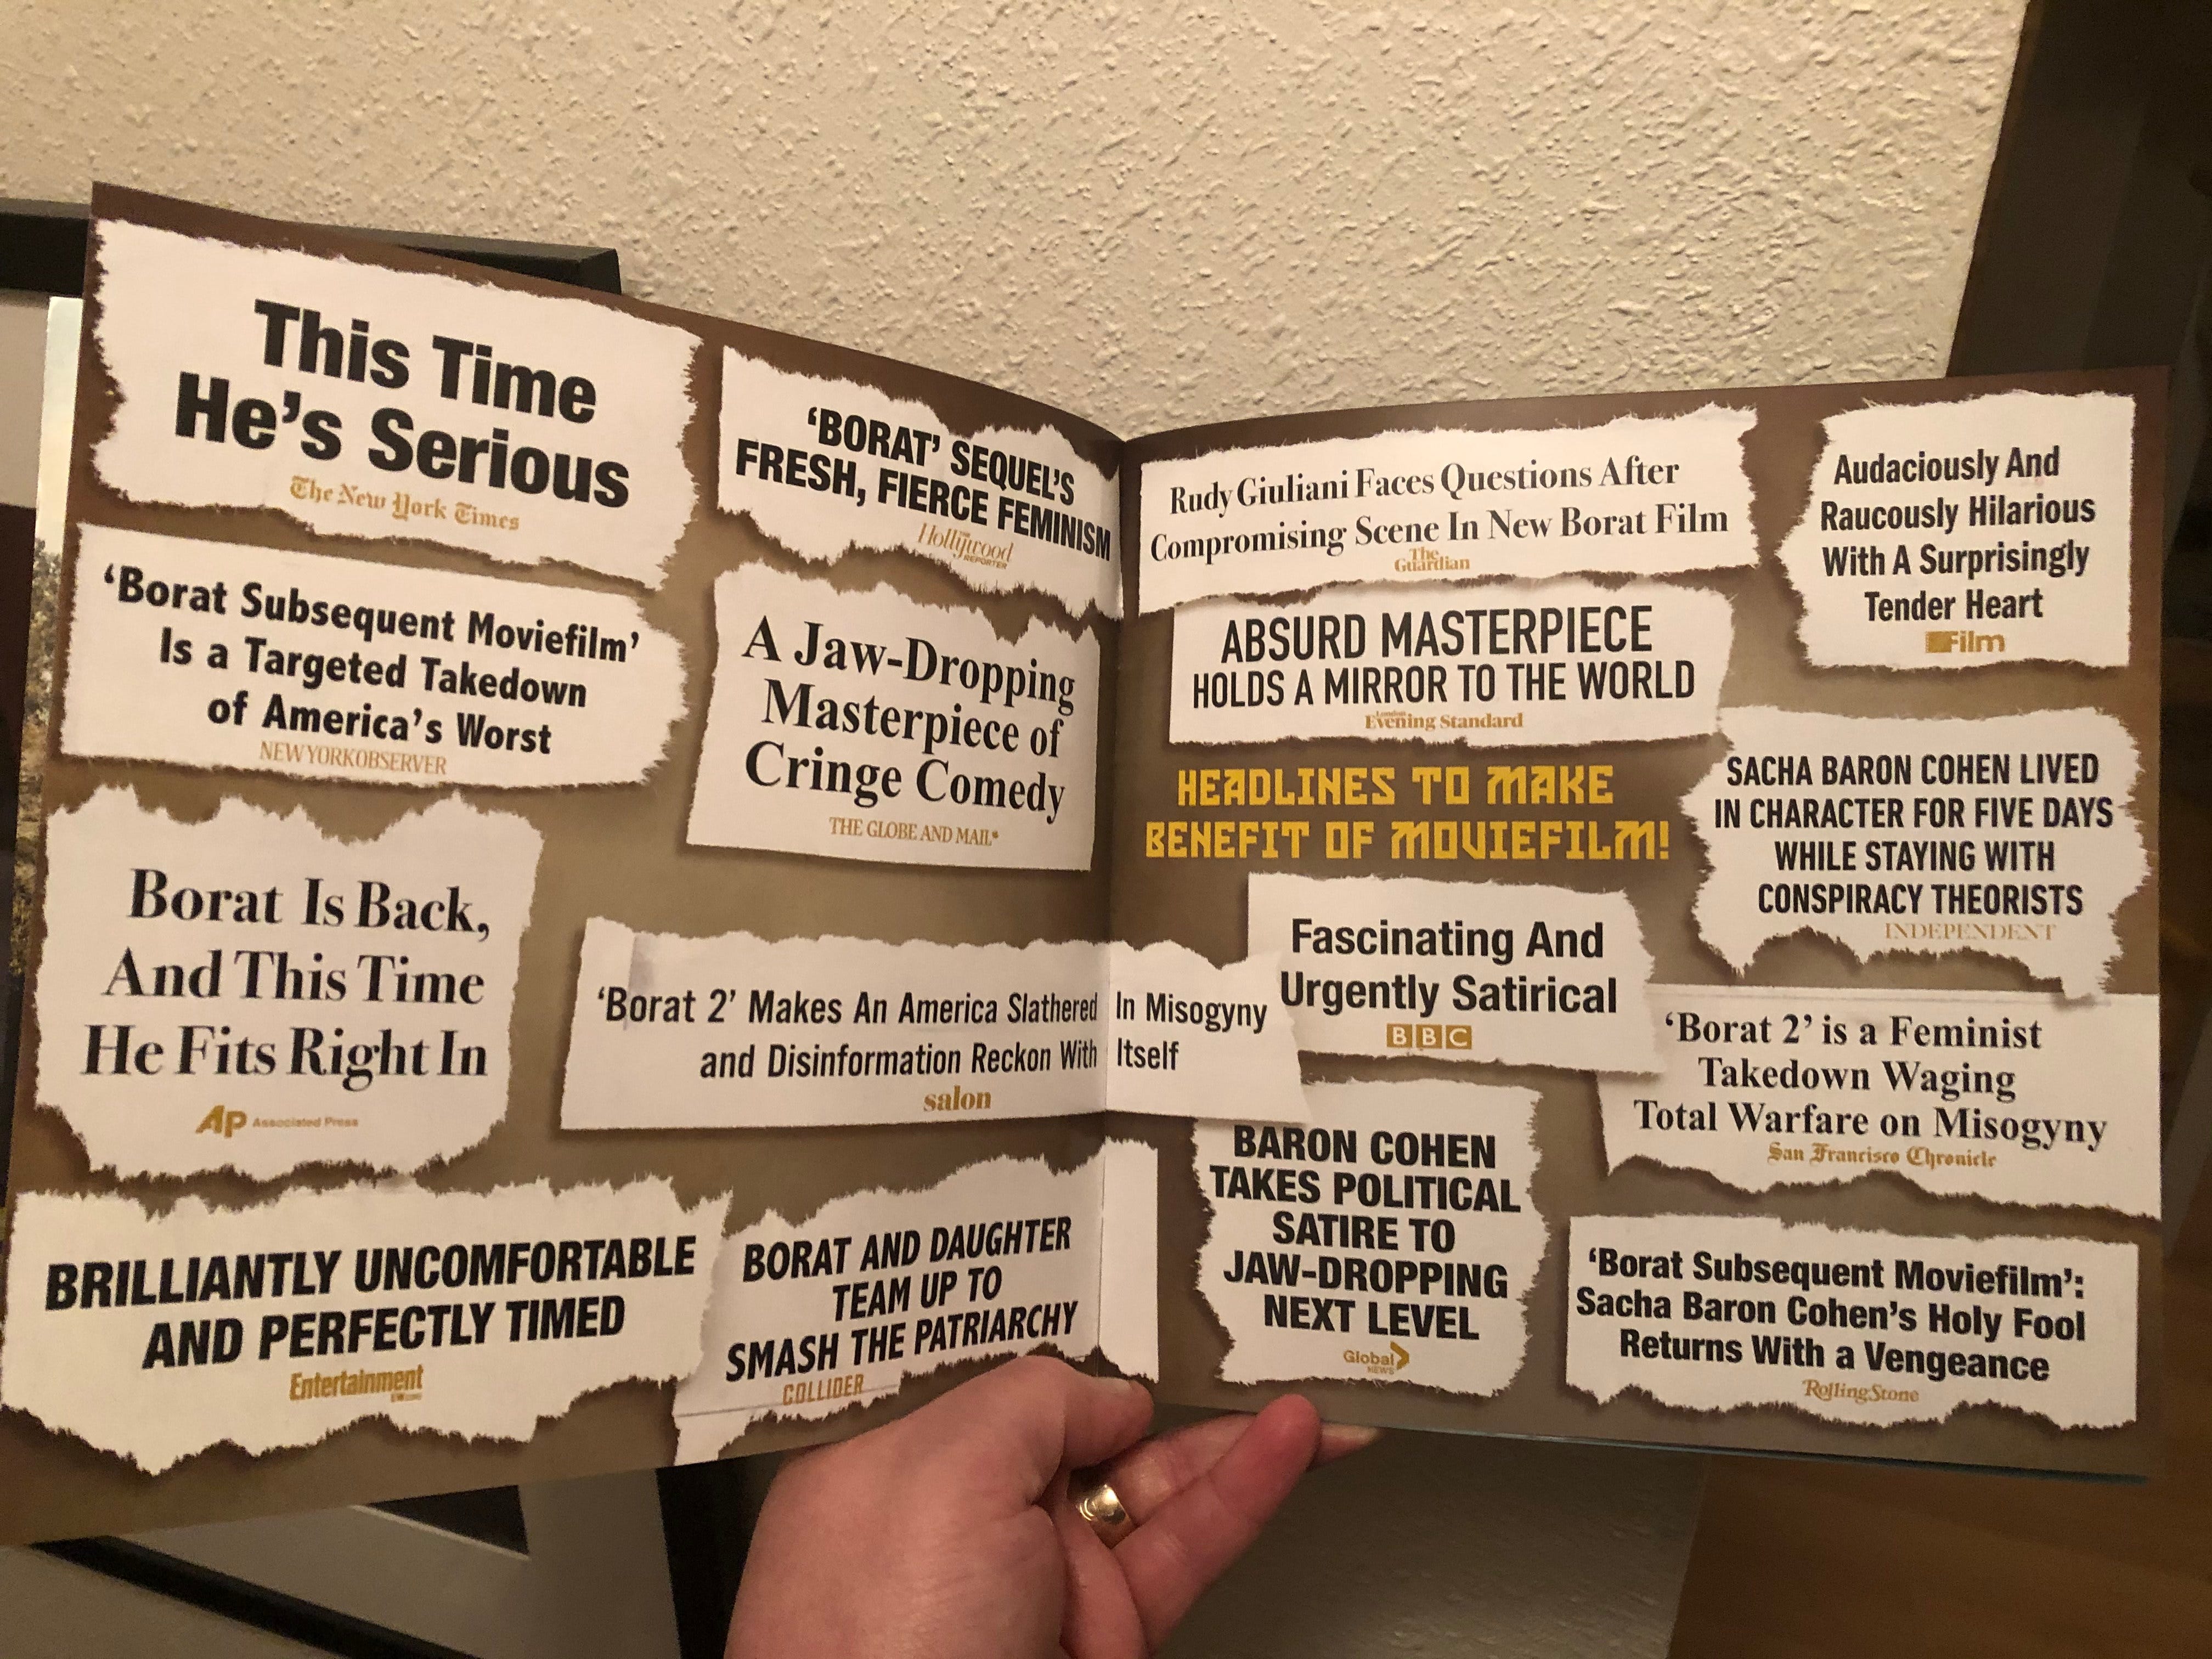 This Time
He's Serious
The New York Times
'BORAT' SEQUEL'S
FRESH, FIERCE FEMINISM
Hollywood
REPORTER
'Borat Subsequent Moviefilm'
Is a Targeted Takedown
of America's Worst
NEW YORK OBSERVER
A Jaw-Dropping
Masterpiece of
Cringe Comedy
THE GLOBE AND MAIL*
Borat Is Back,
And This Time
He Fits Right In
AP Associated Press
'Borat 2' Makes An America Slathered In Misogyny
and Disinformation Reckon With Itself
salon
BRILLIANTLY UNCOMFORTABLE
AND PERFECTLY TIMED
Entertainment
BORAT AND DAUGHTER
TEAM UP TO
SMASH THE PATRIARCHY
COLLIDER
Rudy Giuliani Faces Questions After
Compromising Scene In New Borat Film
The
Guardian
Audaciously And
Raucously Hilarious
With A Surprisingly
Tender Heart
/Film
ABSURD MASTERPIECE
HOLDS A MIRROR TO THE WORLD
London
Evening Standard
HEADLINES TO MAKE
BENEFIT OF MOVIEFILM!
SACHA BARON COHEN LIVED
IN CHARACTER FOR FIVE DAYS
WHILE STAYING WITH
CONSPIRACY THEORISTS
INDEPENDENT
Fascinating And
Urgently Satirical
BBC
'Borat 2' is a Feminist
Takedown Waging
Total Warfare on Misogyny
San Francisco Chronicle
BARON COHEN
TAKES POLITICAL
SATIRE TO
JAW-DROPPING
NEXT LEVEL
Global
NEWS
'Borat Subsequent Moviefilm':
Sacha Baron Cohen's Holy Fool
Returns With a Vengeance
RollingStone